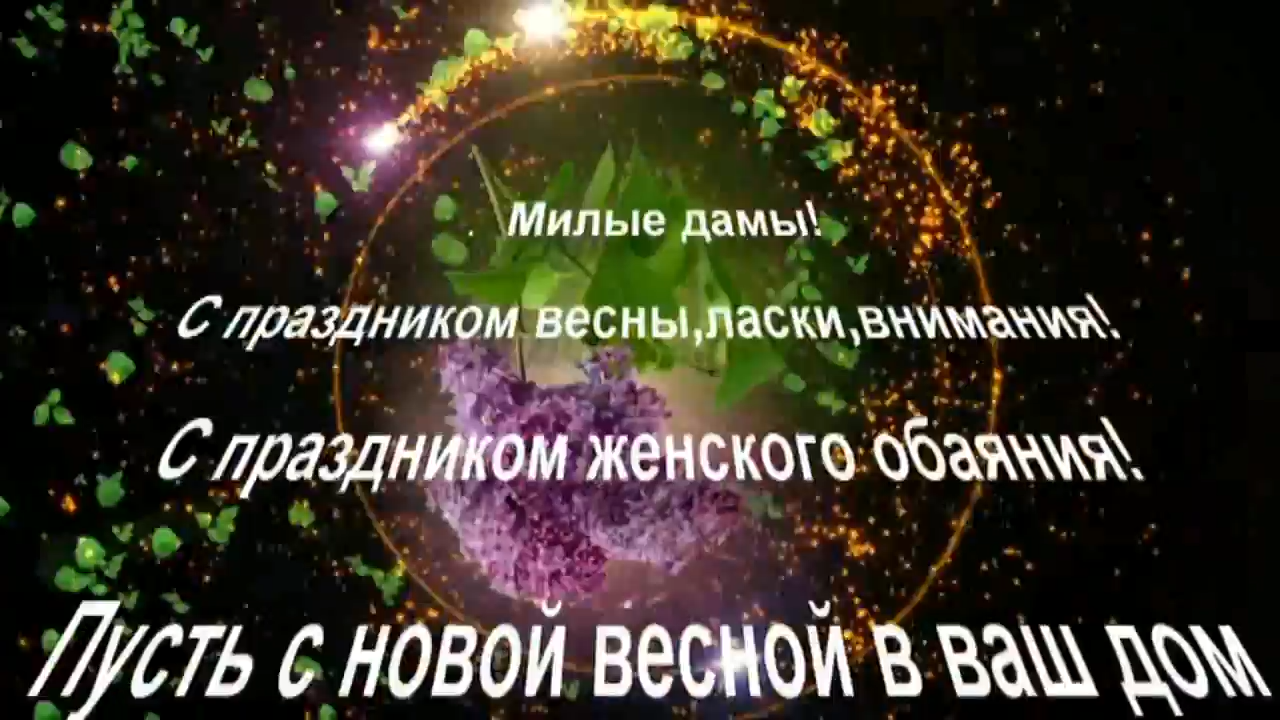 Милые дамы!
С праздником весны,ласки,внимания!
С праздником женского обаяния!
Пусть с новой весной в ваш дом